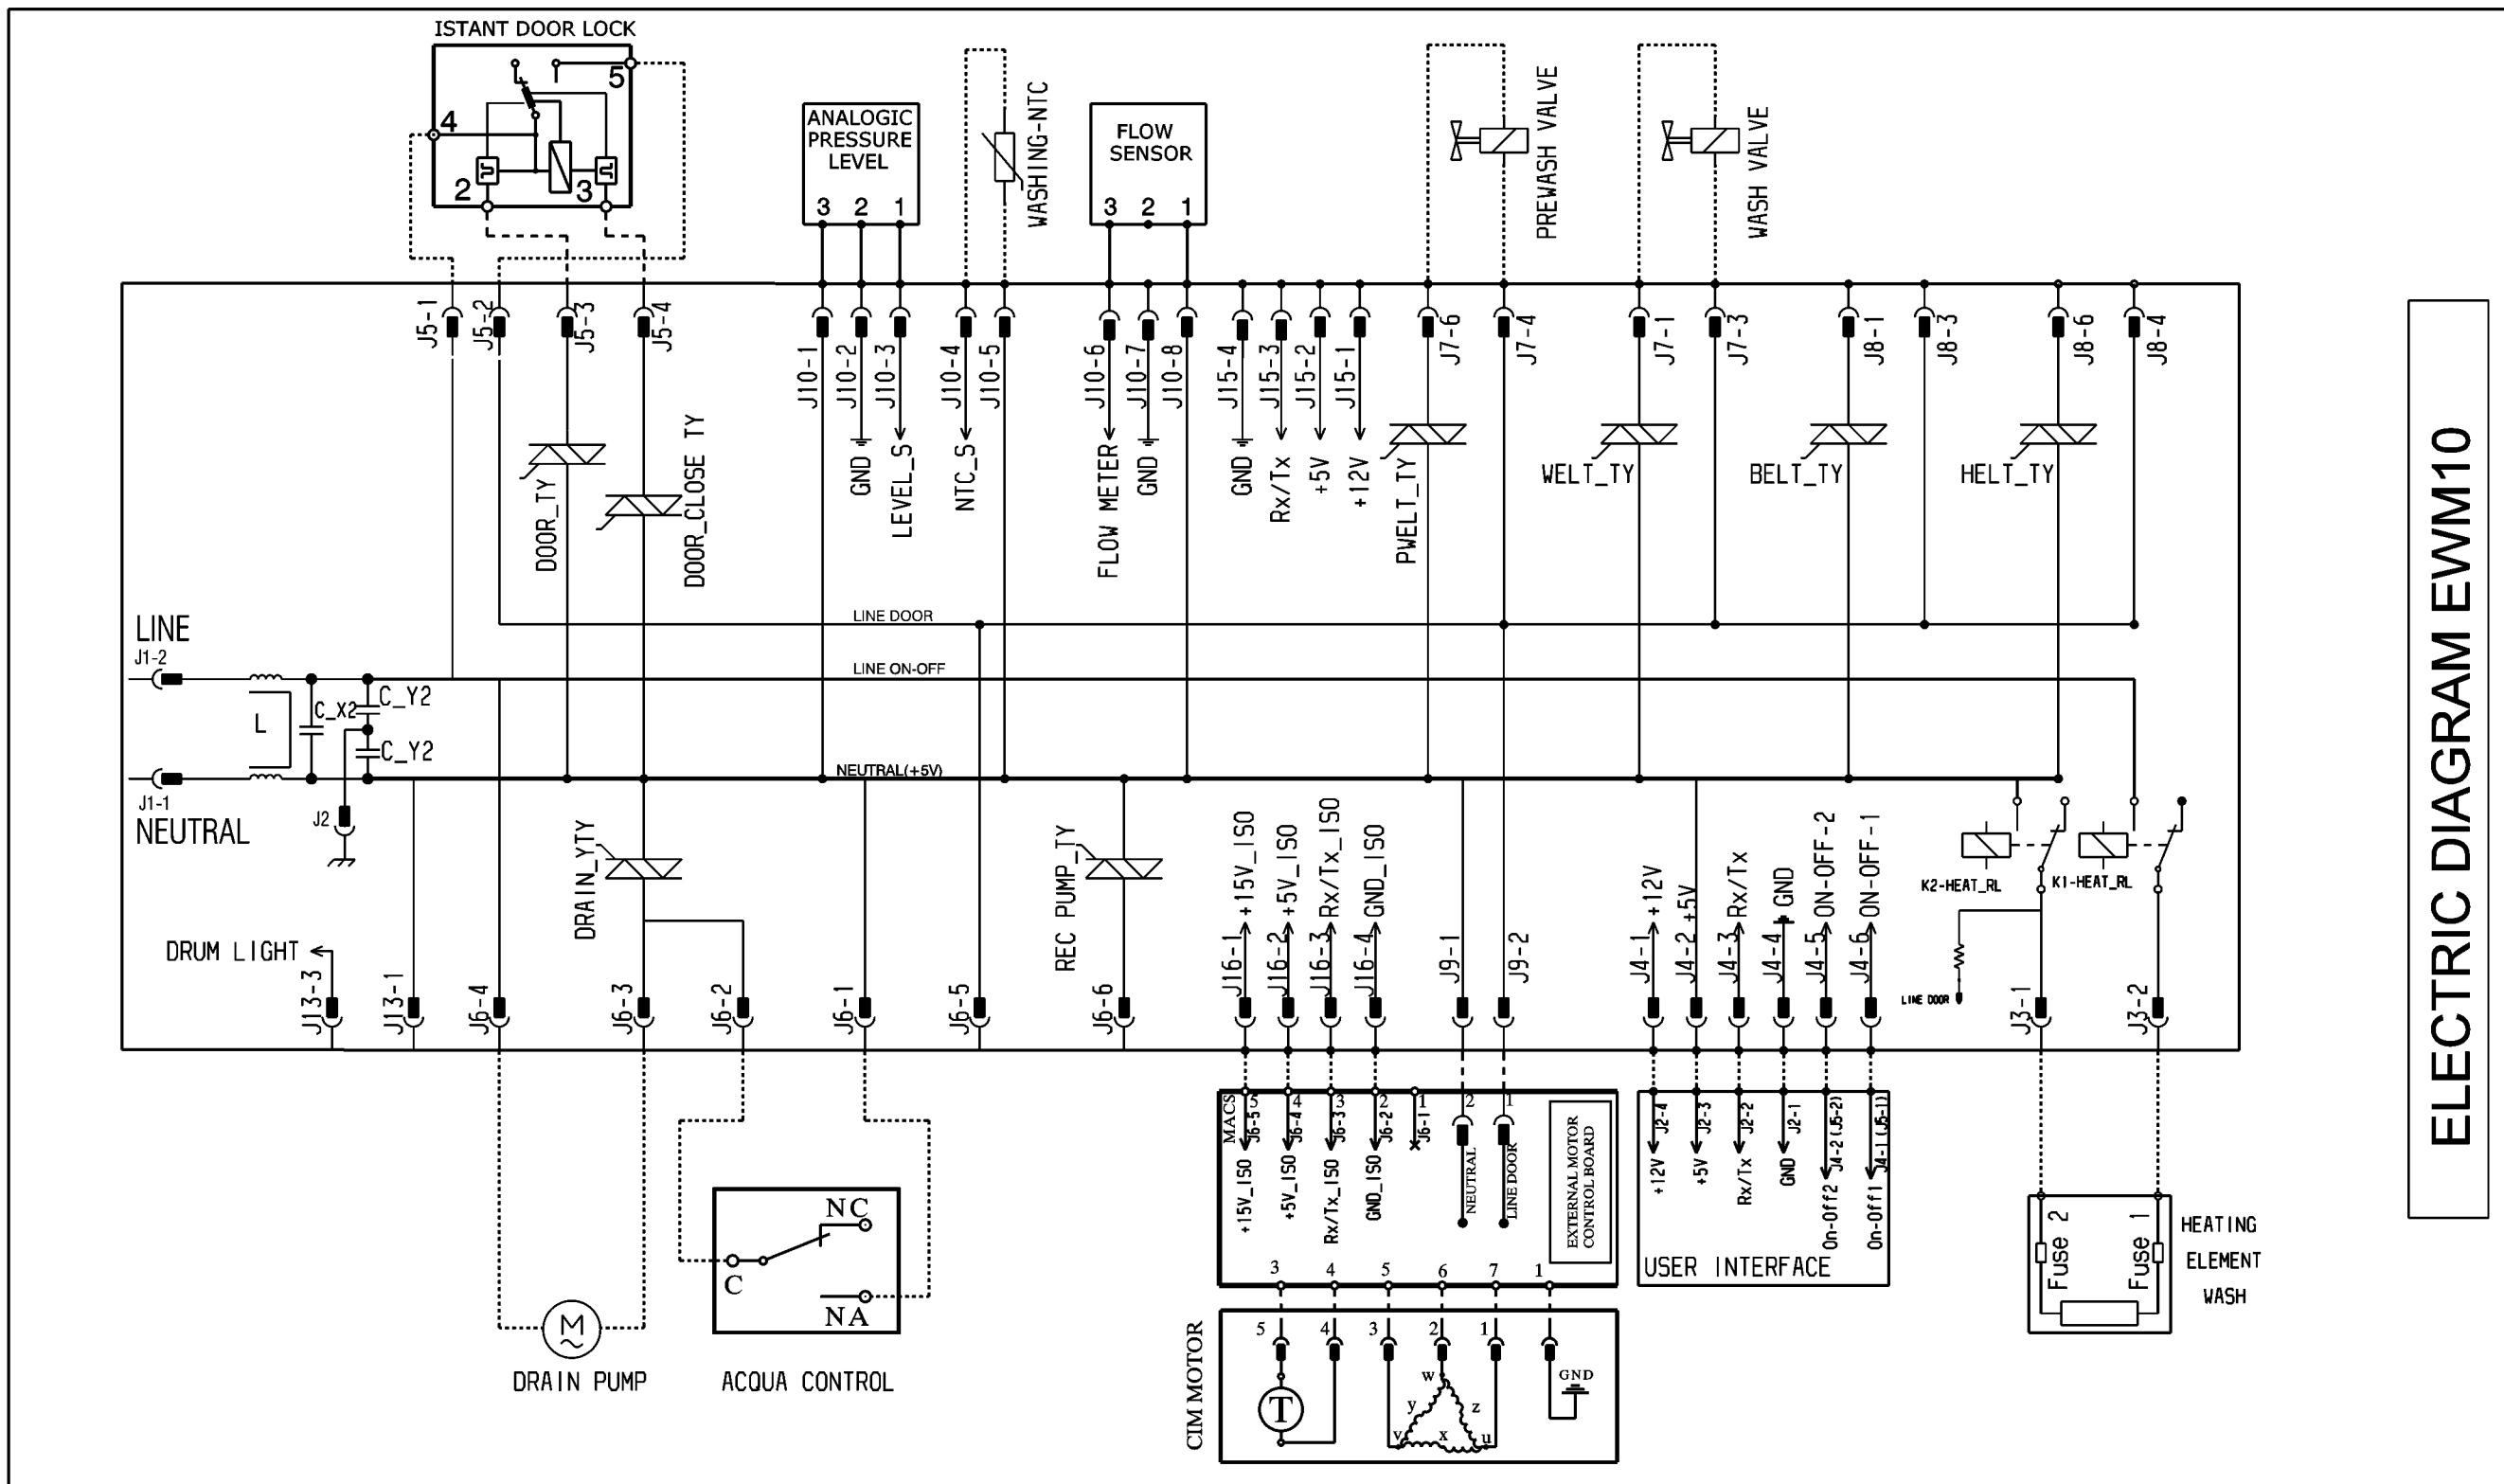 ISTANT DOOR LOCK
5
4
2
3
ANALOGIC
PRESSURE
LEVEL
3 2 1
WASHING-NTC
FLOW
SENSOR
3 2 1
PREWASH VALVE
WASH VALVE
J5-1
J5-2
J5-3
J5-4
J10-1
J10-2
J10-3
J10-4
J10-5
J10-6
J10-7
J10-8
J15-4
J15-3
J15-2
J15-1
J7-6
J7-4
J7-1
J7-3
J8-1
J8-3
J8-6
J8-4
DOOR_TY
DOOR_CLOSE TY
GND
LEVEL_S
NTC_S
FLOW METER
GND
GND
Rx/Tx
+5V
+12V
PWELT_TY
WELT_TY
BELT_TY
HELT_TY
LINE DOOR
LINE
J1-2
LINE ON-OFF
L
C_X2
C_Y2
C_Y2
NEUTRAL(+5V)
J1-1
NEUTRAL
J2
DRAIN_YTY
REC PUMP_TY
+15V_ISO
+5V_ISO
Rx/Tx_ISO
GND_ISO
+12V
+5V
Rx/Tx
GND
ON-OFF-2
ON-OFF-1
K2-HEAT_RL
K1-HEAT_RL
LINE DOOR
DRUM LIGHT
J13-3
J13-1
J6-4
J6-3
J6-2
J6-1
J6-5
J6-6
J16-1
J16-2
J16-3
J16-4
J9-1
J9-2
J4-1
J4-2
J4-3
J4-4
J4-5
J4-6
J3-1
J3-2
MACS
5 4 3 2 1 2 1
J6-5
J6-4
J6-3
J6-2
J6-1
+15V_ISO
+5V_ISO
Rx/Tx_ISO
GND_ISO
NEUTRAL
LINE DOOR
EXTERNAL MOTOR
CONTROL BOARD
3 4 5 6 7 1
J2-4
J2-3
J2-2
J2-1
J4-2 (J5-2)
J4-1 (J5-1)
+12V
+5V
Rx/Tx
GND
On-Off2
On-Off1
USER INTERFACE
NC
C
NA
DRAIN PUMP
M
ACQUA CONTROL
CIM MOTOR
5 4 3 2 1
T
w
y
z
v
x
u
GND
Fuse 2
Fuse 1
HEATING
ELEMENT
WASH
ELECTRIC DIAGRAM EWM10